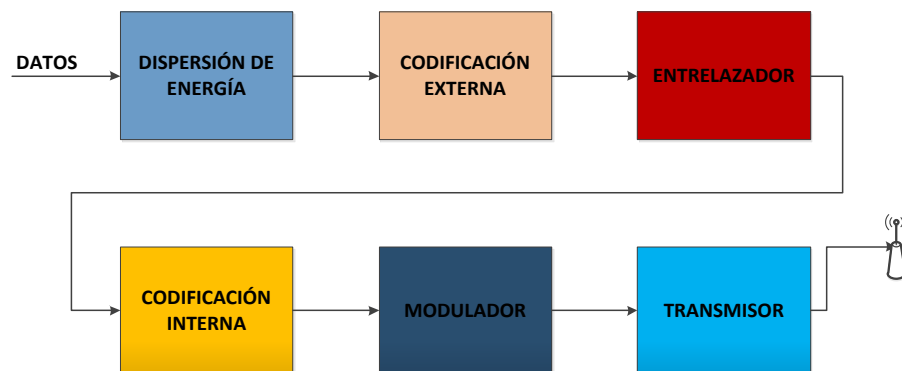 DATOS
DISPERSIÓN DE
ENERGÍA
CODIFICACIÓN
EXTERNA
ENTRELAZADOR
CODIFICACIÓN
INTERNA
MODULADOR
TRANSMISOR